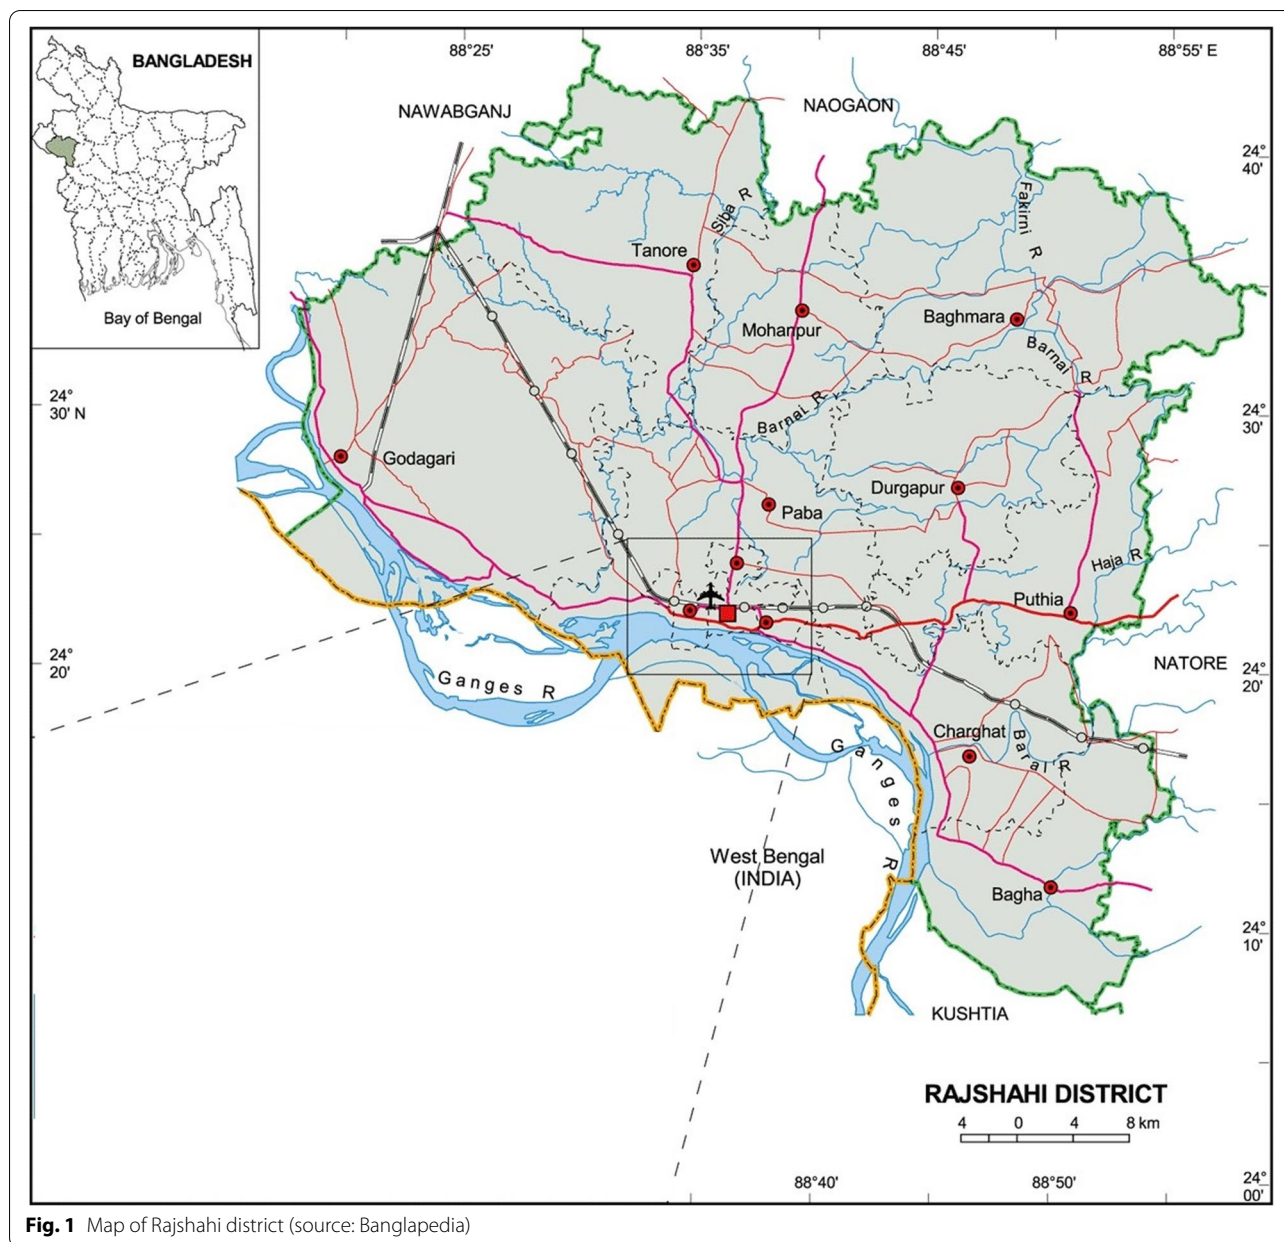 BANGLADESH
Bay of Bengal
88°25'
88°35'
88°45'
88°55' E
NAWABGANJ
NAOGAON
24°
40'
Siba R
Fakirni R
Tanore
Mohanpur
Baghmara
Barnai R
24°
30' N
24°
30'
Barnai R
Godagari
Durgapur
Paba
Haja R
Puthia
24°
20'
NATORE
24°
20'
Ganges R
Charghat
Baral R
Ganges R
West Bengal
(INDIA)
Bagha
24°
10'
KUSHTIA
RAJSHAHI DISTRICT
4 0 4 8 km
88°40'
88°50'
24°
00'
Fig. 1 Map of Rajshahi district (source: Banglapedia)